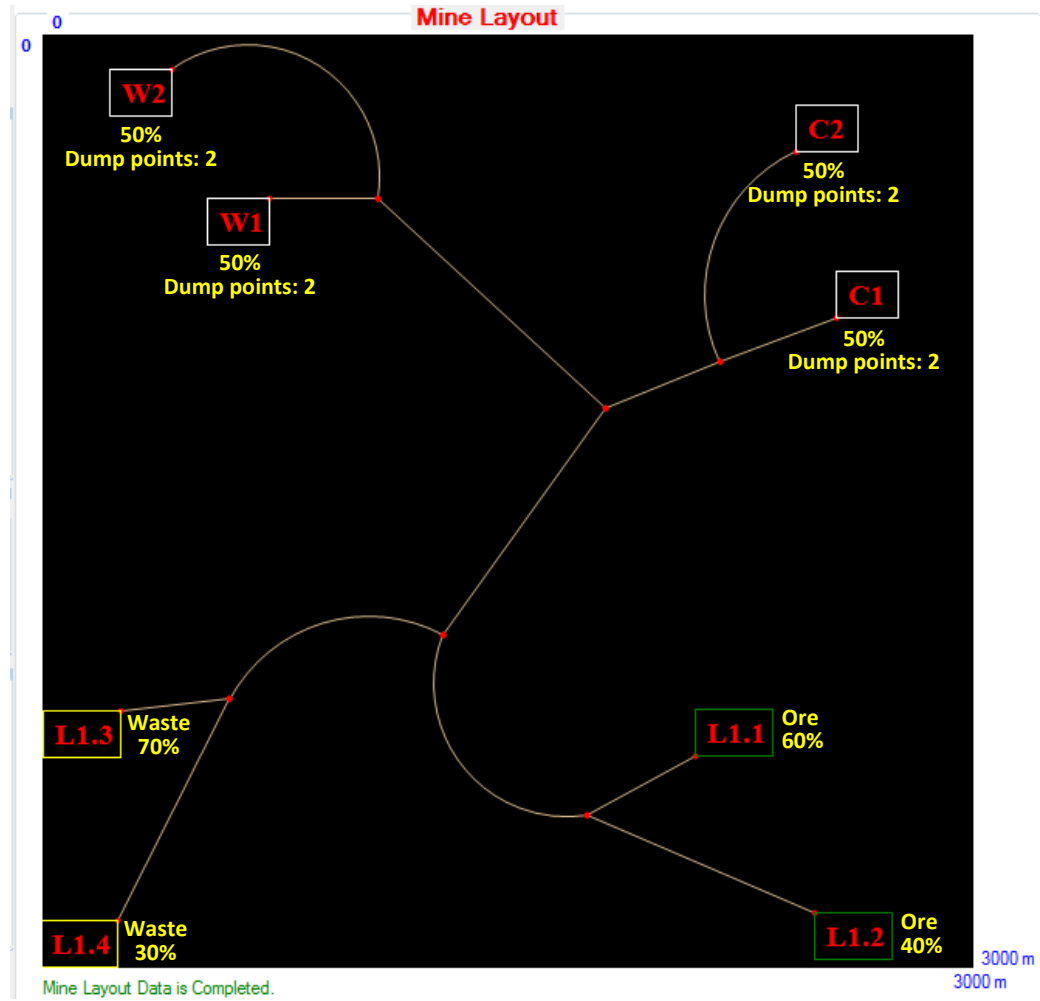 Mine Layout
0
0
W2
50%
Dump points: 2
C2
50%
Dump points: 2
W1
50%
Dump points: 2
C1
50%
Dump points: 2
L1.3
Waste
70%
L1.1
Ore
60%
L1.4
Waste
30%
L1.2
Ore
40%
3000 m
3000 m
Mine Layout Data is Completed.